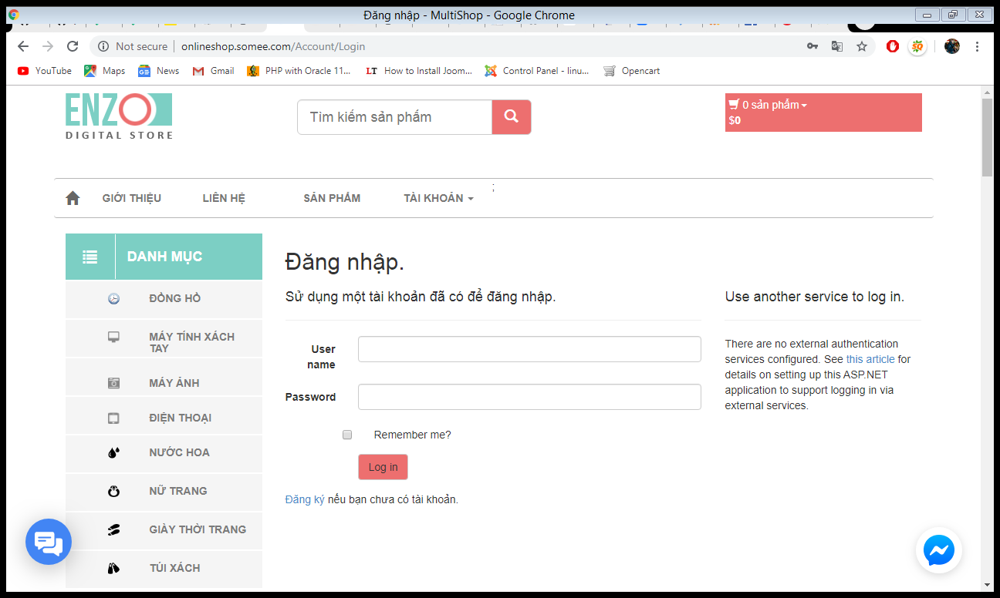 Đăng nhập - MultiShop - Google Chrome
Not secure | onlineshop.somee.com/Account/Login
YouTube Maps News Gmail PHP with Oracle 11... LT How to Install Joom... Control Panel - linu... Opencart
ENZO
DIGITAL STORE
Tìm kiếm sản phẩm
0 sản phẩm
$0
;
GIỚI THIỆU LIÊN HỆ SẢN PHẨM TÀI KHOẢN
DANH MỤC
ĐỒNG HỒ
MÁY TÍNH XÁCH
TAY
MÁY ẢNH
ĐIỆN THOẠI
NƯỚC HOA
NỮ TRANG
GIÀY THỜI TRANG
TÚI XÁCH
Đăng nhập.
Sử dụng một tài khoản đã có để đăng nhập.
User
name
Password
Remember me?
Log in
Đăng ký nếu bạn chưa có tài khoản.
Use another service to log in.
There are no external authentication
services configured. See this article for
details on setting up this ASP.NET
application to support logging in via
external services.